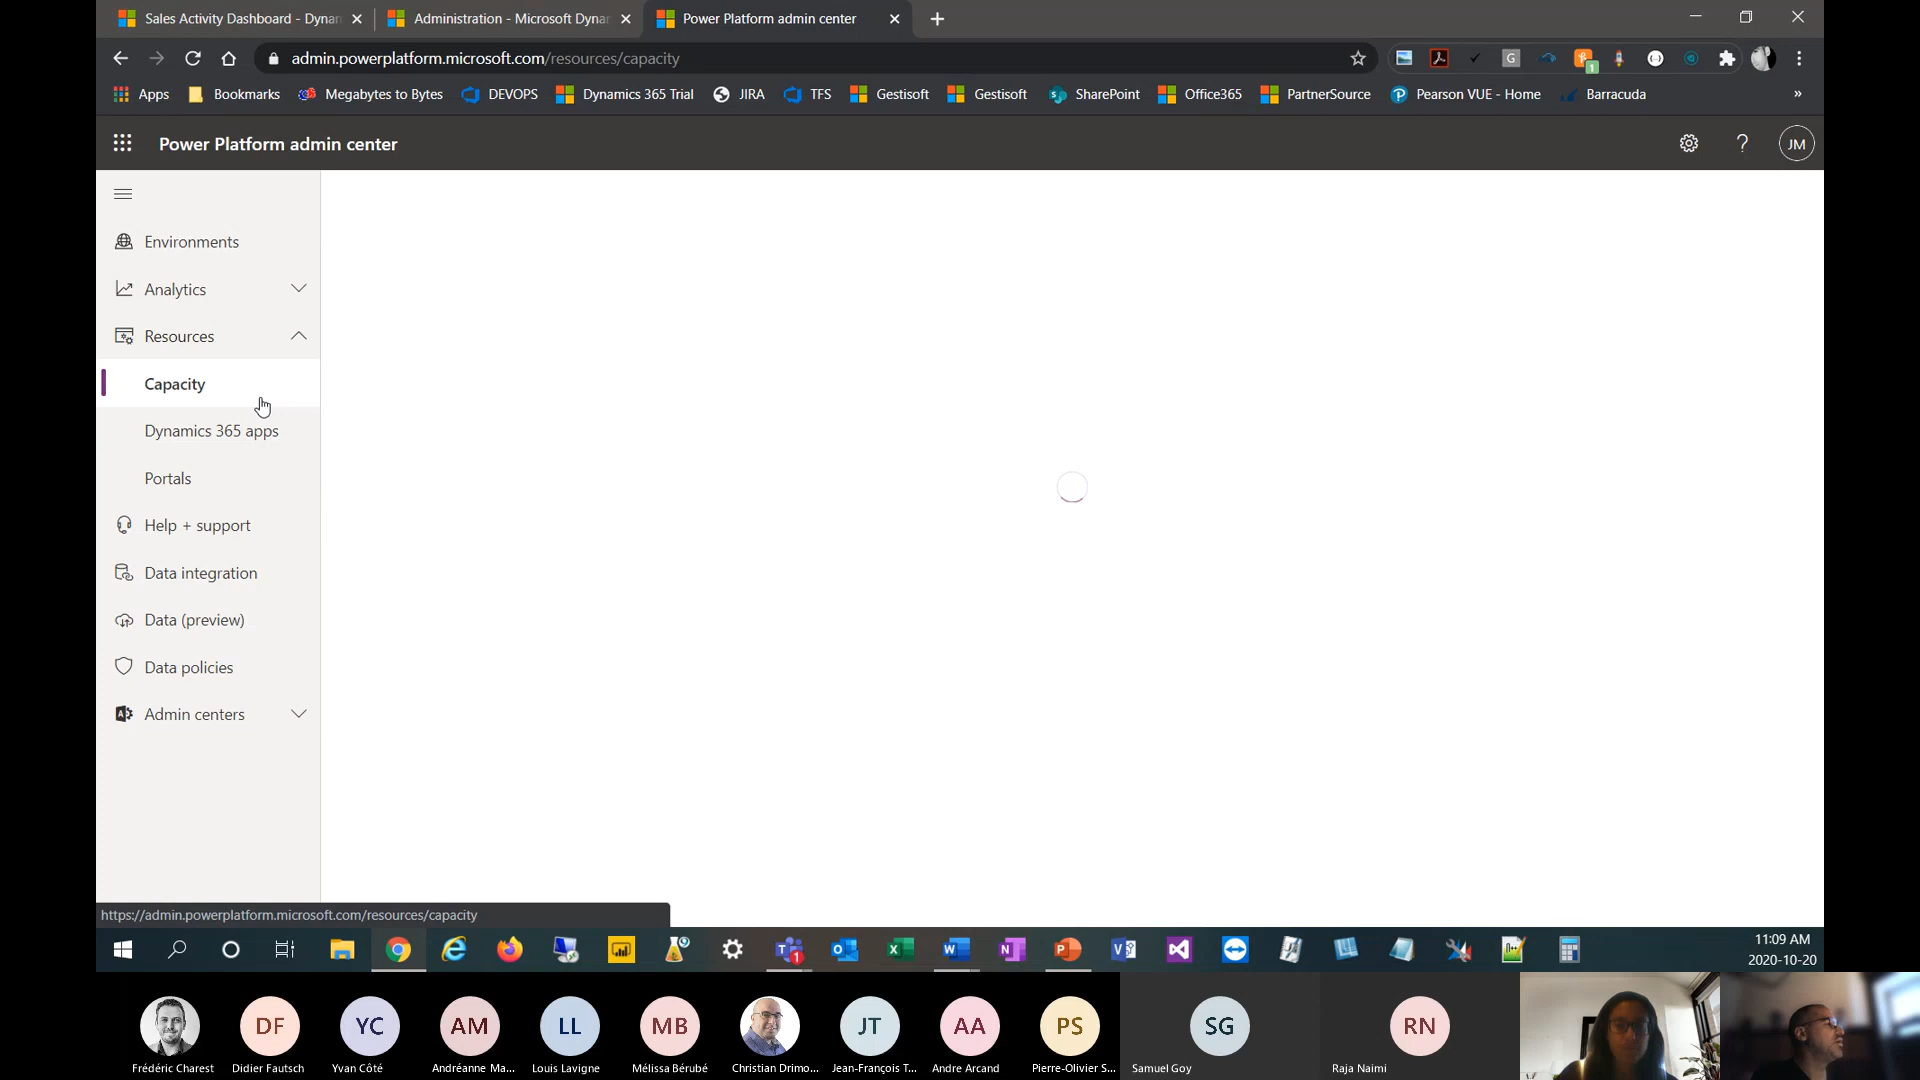 Sales Activity Dashboard - Dynam
Administration - Microsoft Dynam
Power Platform admin center
admin.powerplatform.microsoft.com/resources/capacity
Apps
Bookmarks
Megabytes to Bytes
DEVOPS
Dynamics 365 Trial
JIRA
TFS
Gestisoft
Gestisoft
SharePoint
Office365
PartnerSource
Pearson VUE - Home
Barracuda
»
Power Platform admin center
?
JM
Environments
Analytics
Resources
Capacity
Dynamics 365 apps
Portals
Help + support
Data integration
Data (preview)
Data policies
Admin centers
https://admin.powerplatform.microsoft.com/resources/capacity
11:09 AM
2020-10-20
DF
YC
AM
LL
MB
JT
AA
PS
SG
RN
Frédéric Charest
Didier Fautsch
Yvan Côté
Andréanne Ma...
Louis Lavigne
Mélissa Bérubé
Christian Drimo...
Jean-François T...
Andre Arcand
Pierre-Olivier S...
Samuel Goy
Raja Naimi